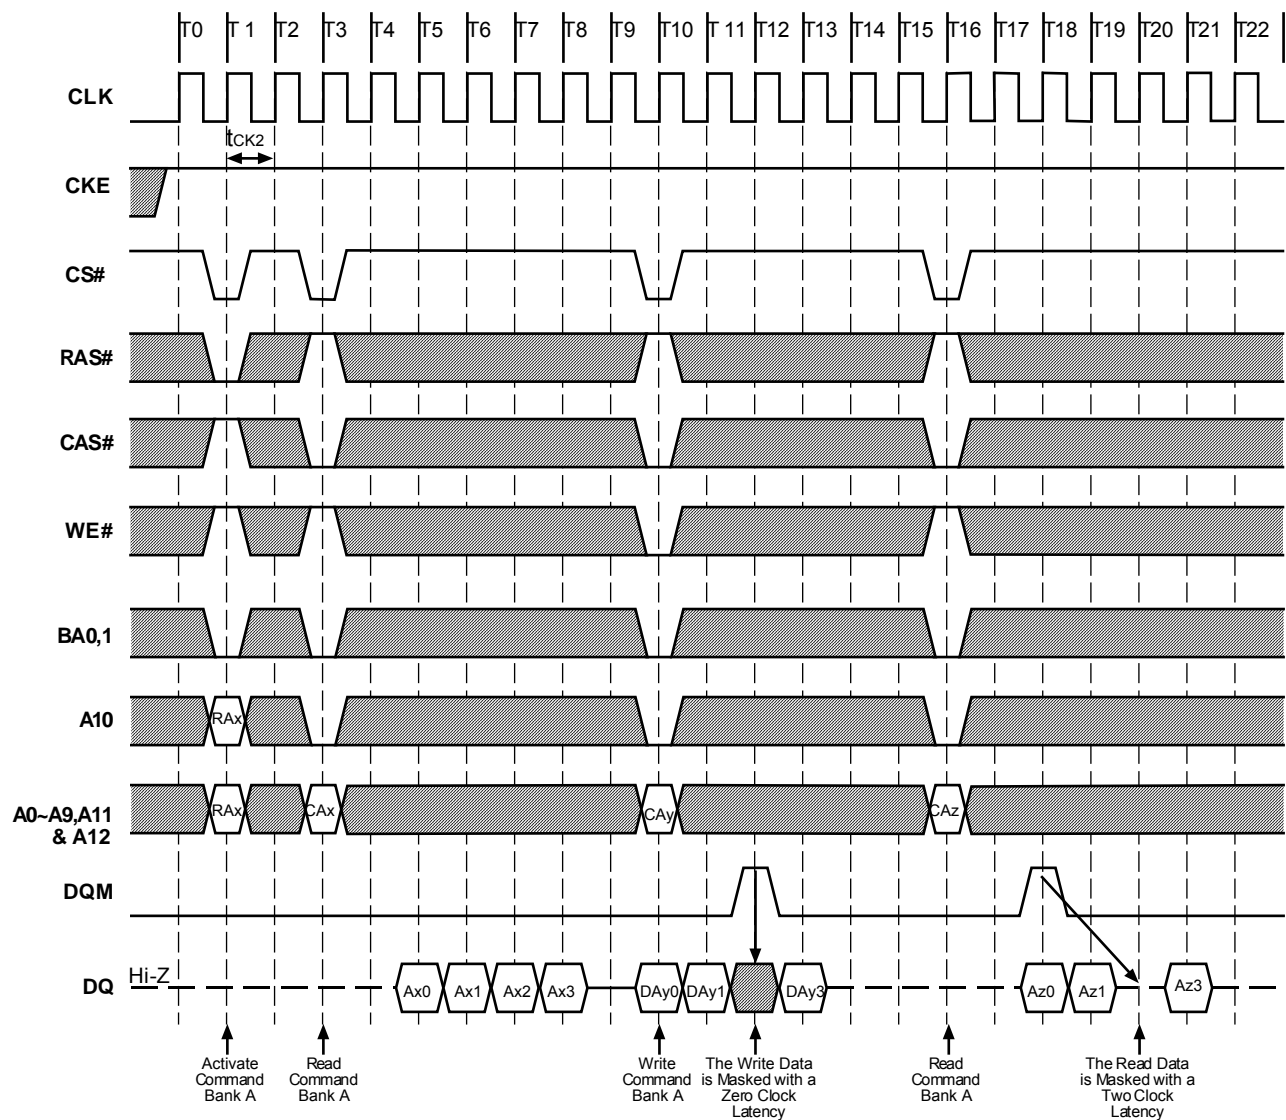 T0 T 1 T2 T3 T4 T5 T6 T7 T8 T9 T10 T 11 T12 T13 T14 T15 T16 T17 T18 T19 T20 T21 T22
CLK
tCK2
CKE
CS#
RAS#
CAS#
WE#
BA0,1
A10
RAx
A0~A9,A11
& A12
RAx CAx CAy CAz
DQM
DQ
Hi-Z
Ax0 Ax1 Ax2 Ax3 DAy0 DAy1 DAy3 Az0 Az1 Az3
Activate
Command
Bank A
Read
Command
Bank A
Write
Command
Bank A
The Write Data
is Masked with a
Zero Clock
Latency
Read
Command
Bank A
The Read Data
is Masked with a
Two Clock
Latency